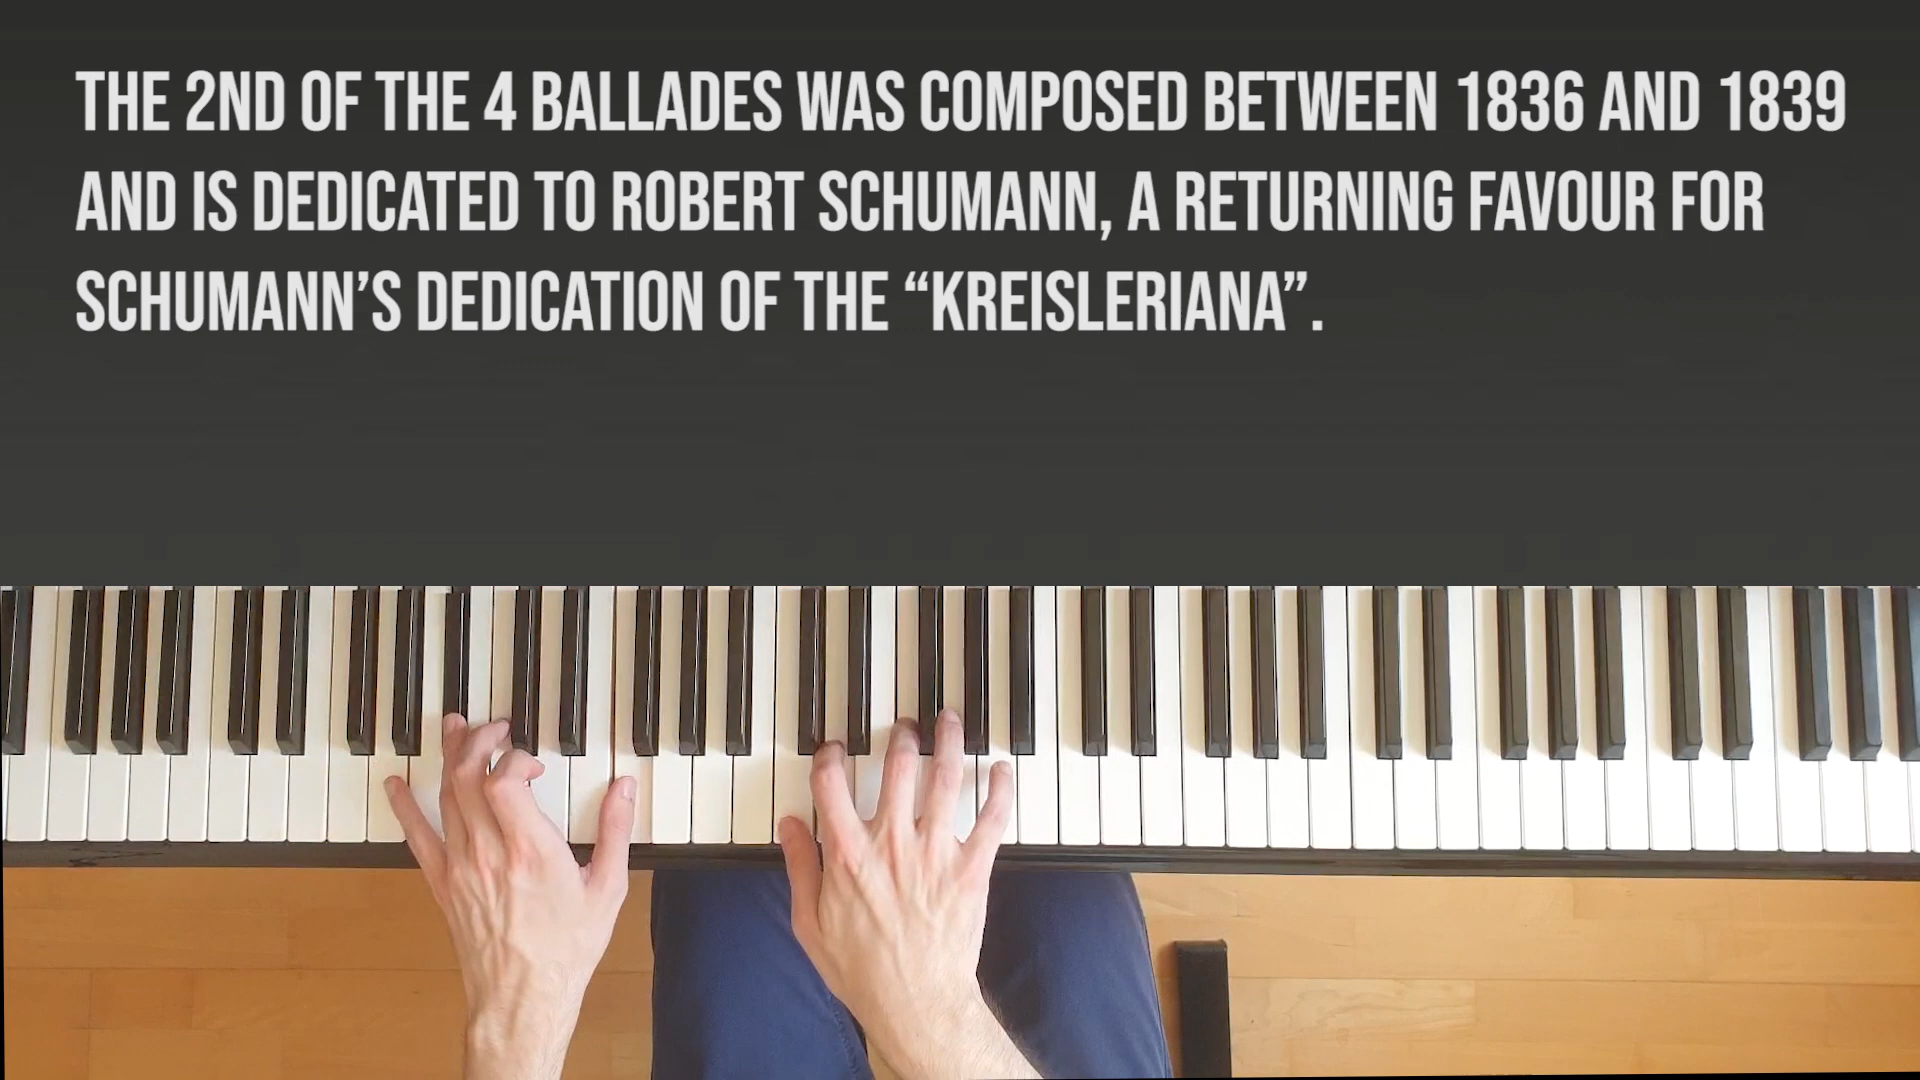 THE 2ND OF THE 4 BALLADES WAS COMPOSED BETWEEN 1836 AND 1839
AND IS DEDICATED TO ROBERT SCHUMANN, A RETURNING FAVOUR FOR
SCHUMANN’S DEDICATION OF THE “KREISLERIANA”.